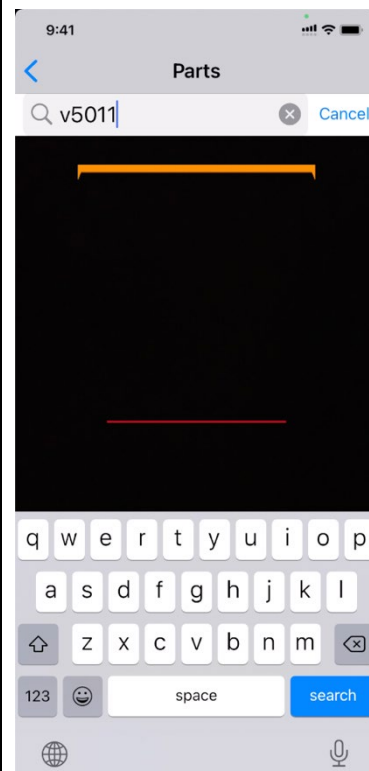 9:41
Parts
v5011
Cancel
q w e r t y u i o p
a s d f g h j k l
z x c v b n m
123 space search